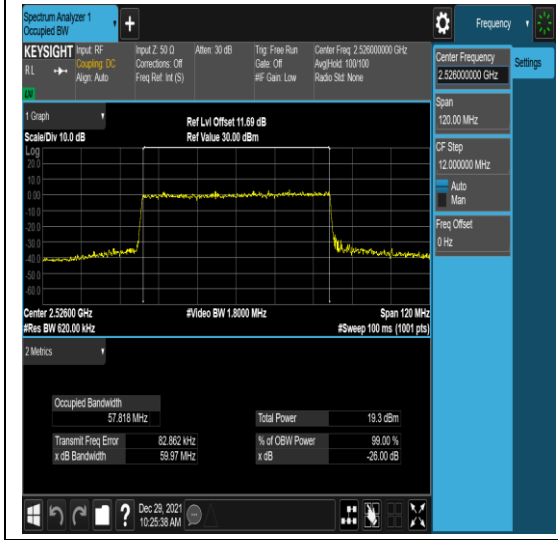 Spectrum Analyzer 1
Occupied BW
Frequency
KEYSIGHT
Input: RF
Input Z: 50 Ω
Atten: 30 dB
Trig: Free Run
Center Freq: 2.526000000 GHz
RL
Coupling: DC
Corrections: Off
Gate: Off
Avg|Hold: 100/100
Align: Auto
Freq Ref: Int (S)
#IF Gain: Low
Radio Std: None
Center Frequency
2.526000000 GHz
Settings
Span
120.00 MHz
CF Step
12.000000 MHz
Auto
Man
Freq Offset
0 Hz
1 Graph
Ref Lvl Offset 11.69 dB
Scale/Div 10.0 dB
Ref Value 30.00 dBm
Log
20.0
10.0
0.00
-10.0
-20.0
-30.0
-40.0
-50.0
-60.0
Center 2.52600 GHz
#Video BW 1.8000 MHz
Span 120 MHz
#Res BW 620.00 kHz
#Sweep 100 ms (1001 pts)
2 Metrics
Occupied Bandwidth
57.818 MHz
Total Power
19.3 dBm
Transmit Freq Error
82.862 kHz
% of OBW Power
99.00 %
x dB Bandwidth
59.97 MHz
x dB
-26.00 dB
?
Dec 29, 2021
10:25:38 AM